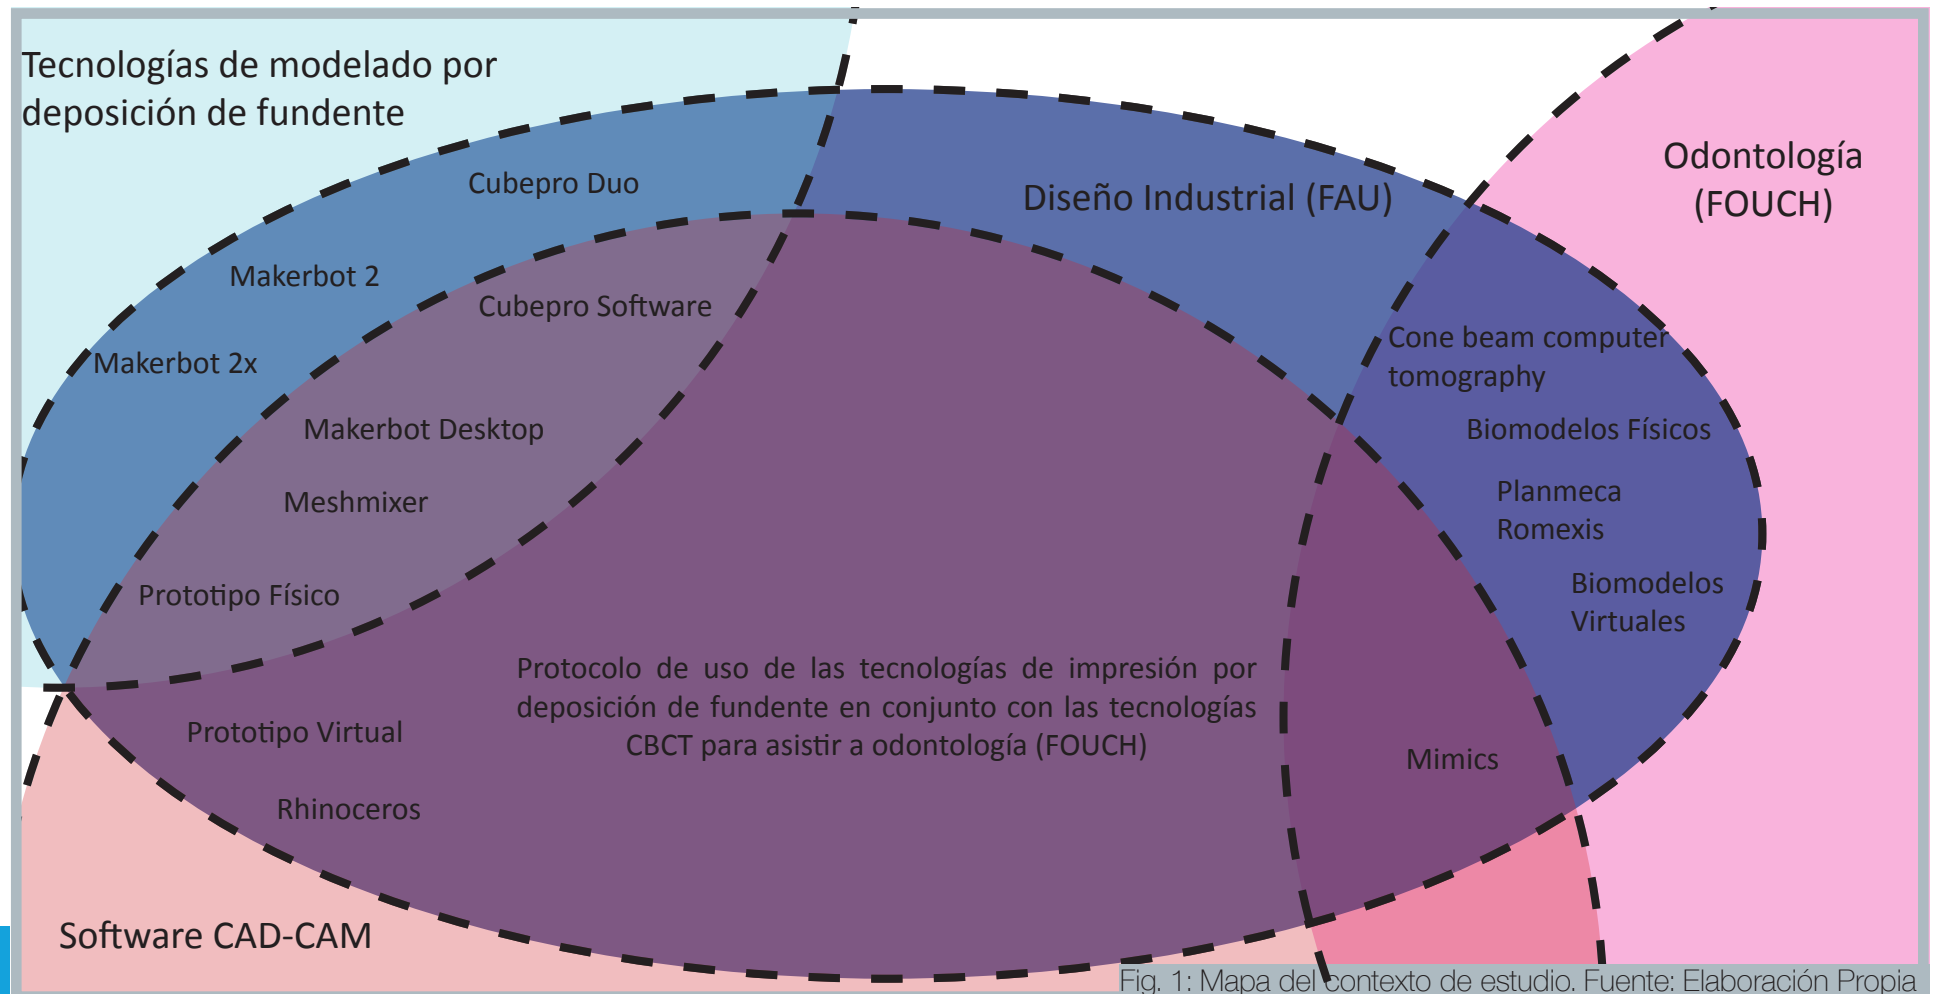 Tecnologías de modelado por
deposición de fundente
Cubepro Duo
Diseño Industrial (FAU)
Odontología
(FOUCH)
Makerbot 2
Cubepro Software
Makerbot 2x
Cone beam computer
tomography
Makerbot Desktop
Biomodelos Físicos
Meshmixer
Planmeca
Romexis
Prototipo Físico
Biomodelos
Virtuales
Protocolo de uso de las tecnologías de impresión por
deposición de fundente en conjunto con las tecnologías
CBCT para asistir a odontología (FOUCH)
Prototipo Virtual
Mimics
Rhinoceros
Software CAD-CAM
Fig. 1: Mapa del contexto de estudio. Fuente: Elaboración Propia